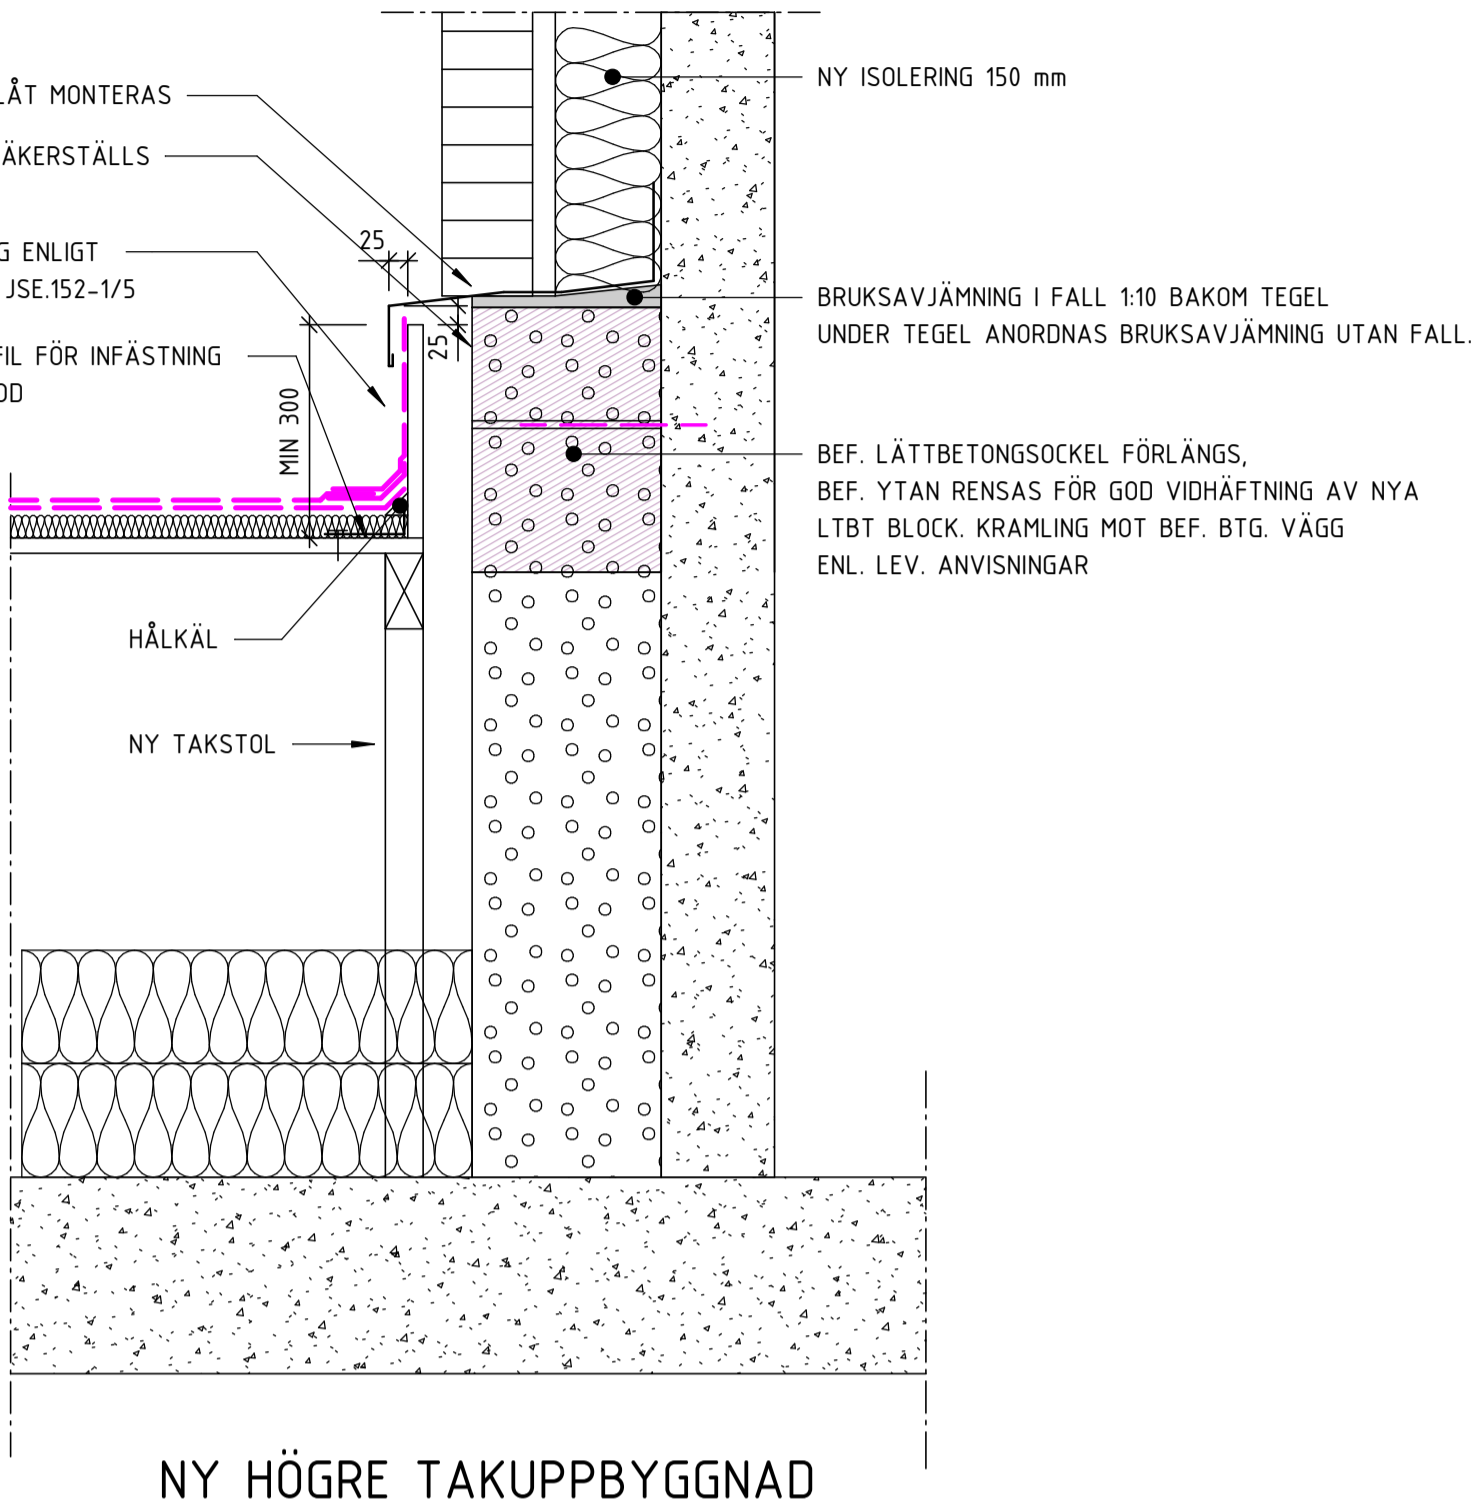 LÅT MONTERAS
ÄKERSTÄLLS
G ENLIGT
JSE.152-1/5
FIL FÖR INFÄSTNING
OD
25
25
MIN 300
HÅLKÄL
NY TAKSTOL
NY ISOLERING 150 mm
BRUKSAVJÄMNING I FALL 1:10 BAKOM TEGEL
UNDER TEGEL ANORDNAS BRUKSAVJÄMNING UTAN FALL.
BEF. LÄTTBETONGSOCKEL FÖRLÄNGS,
BEF. YTAN RENSAS FÖR GOD VIDHÄFTNING AV NYA
LTBT BLOCK. KRAMLING MOT BEF. BTG. VÄGG
ENL. LEV. ANVISNINGAR
NY HÖGRE TAKUPPBYGGNAD